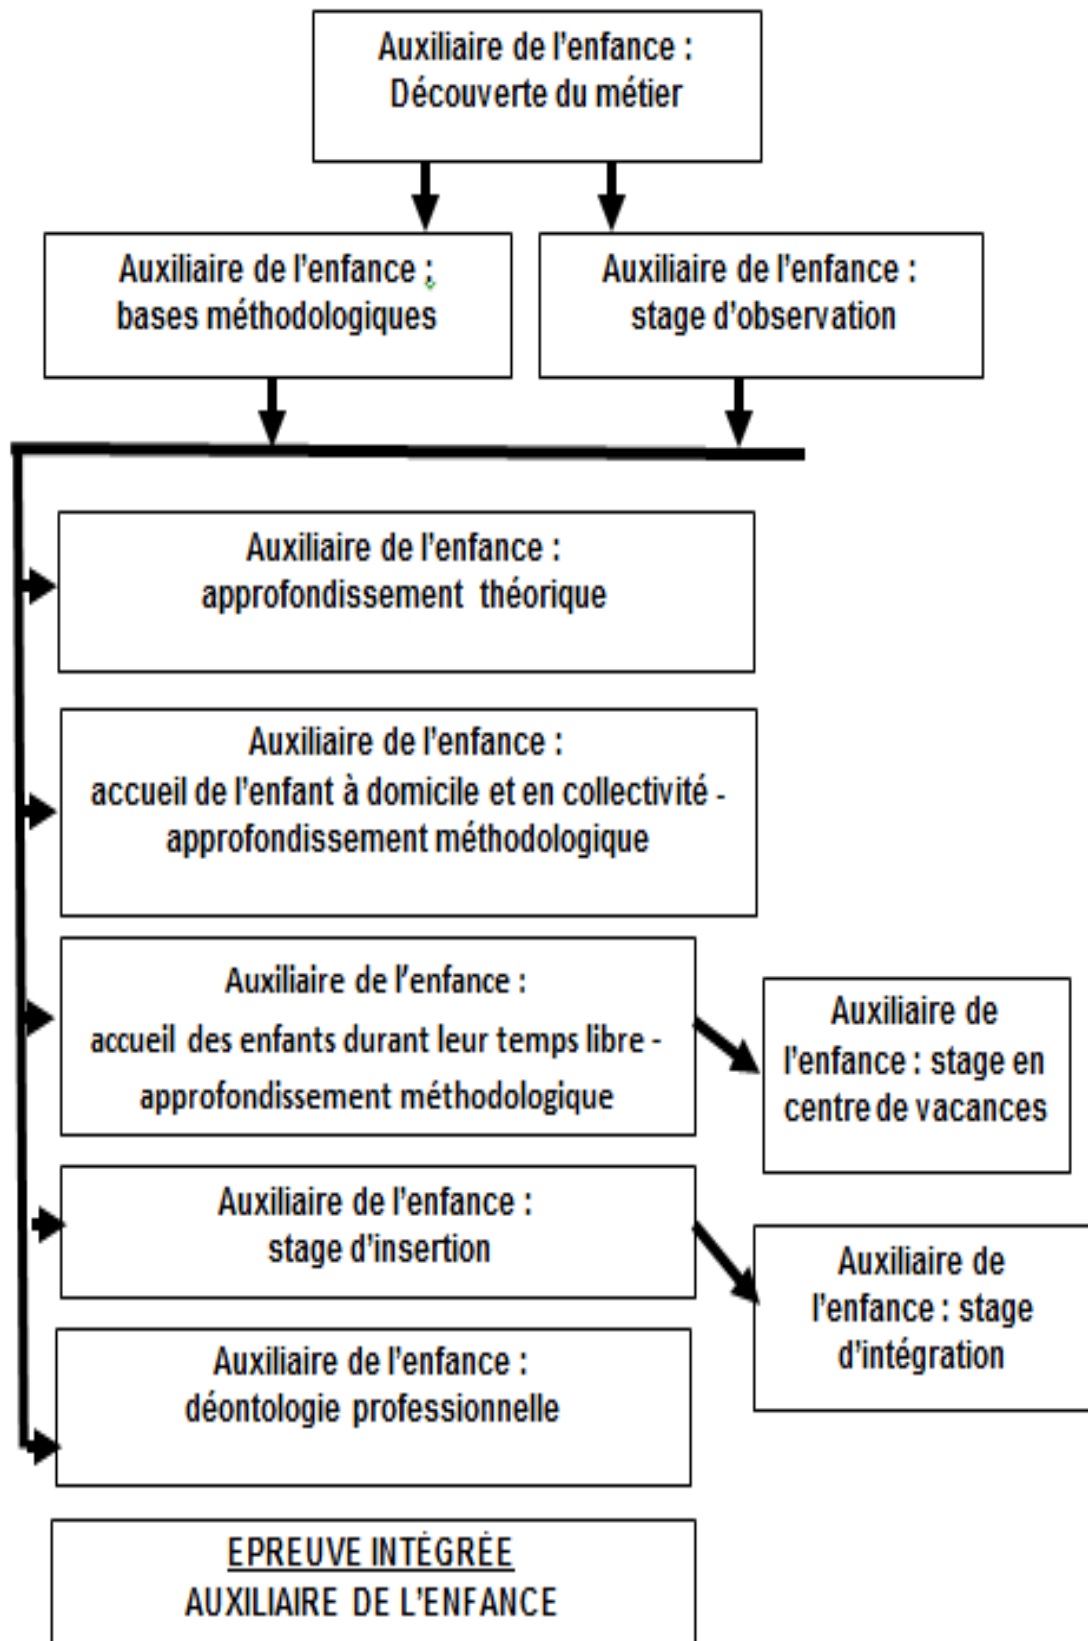 Auxiliaire de l'enfance :
Découverte du métier
Auxiliaire de l'enfance :
bases méthodologiques
Auxiliaire de l'enfance :
stage d'observation
Auxiliaire de l'enfance :
approfondissement théorique
Auxiliaire de l'enfance :
accueil de l'enfant à domicile et en collectivité -
approfondissement méthodologique
Auxiliaire de l'enfance :
accueil des enfants durant leur temps libre -
approfondissement méthodologique
Auxiliaire de
l'enfance : stage en
centre de vacances
Auxiliaire de l'enfance :
stage d'insertion
Auxiliaire de
l'enfance : stage
d'intégration
Auxiliaire de l'enfance :
déontologie professionnelle
EPREUVE INTÉGRÉE
AUXILIAIRE DE L'ENFANCE